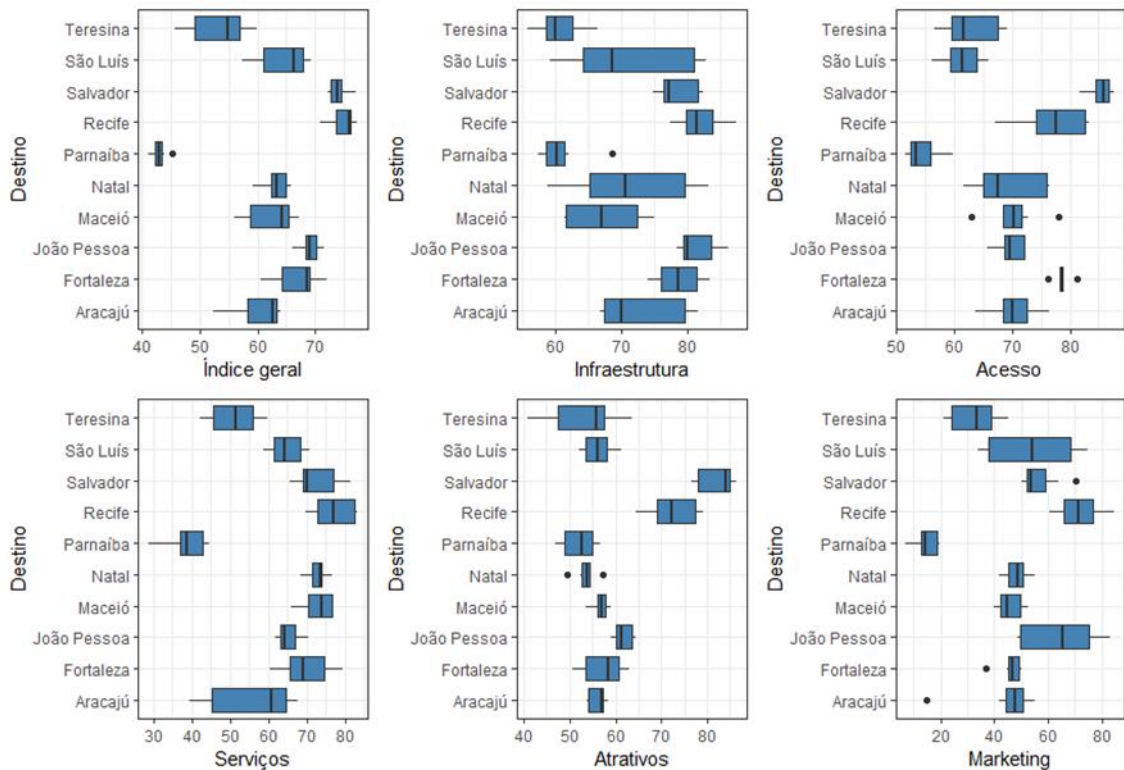 Destino
Teresina
São Luís
Salvador
Recife
Parnaíba
Natal
Maceió
João Pessoa
Fortaleza
Aracajú
40 50 60 70
Índice geral
Destino
Teresina
São Luís
Salvador
Recife
Parnaíba
Natal
Maceió
João Pessoa
Fortaleza
Aracajú
60 70 80
Infraestrutura
Destino
Teresina
São Luís
Salvador
Recife
Parnaíba
Natal
Maceió
João Pessoa
Fortaleza
Aracajú
50 60 70 80
Acesso
Destino
Teresina
São Luís
Salvador
Recife
Parnaíba
Natal
Maceió
João Pessoa
Fortaleza
Aracajú
30 40 50 60 70 80
Serviços
Destino
Teresina
São Luís
Salvador
Recife
Parnaíba
Natal
Maceió
João Pessoa
Fortaleza
Aracajú
40 50 60 70 80
Atrativos
Destino
Teresina
São Luís
Salvador
Recife
Parnaíba
Natal
Maceió
João Pessoa
Fortaleza
Aracajú
20 40 60 80
Marketing